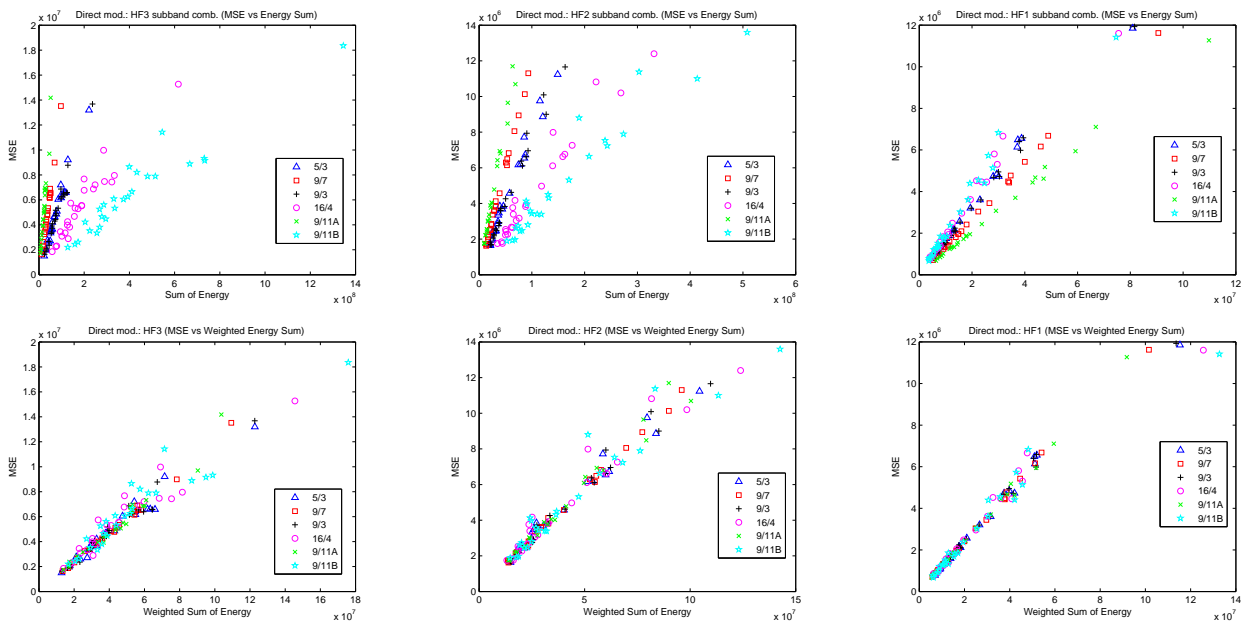 Direct mod.: HF3 subband comb. (MSE vs Energy Sum)
x 10^7
2
1.8
1.6
1.4
1.2
1
0.8
0.6
0.4
0.2
0
MSE
5/3
9/7
9/3
16/4
9/11A
9/11B
0 2 4 6 8 10 12 14
x 10^8
Sum of Energy
Direct mod.: HF2 subband comb. (MSE vs Energy Sum)
x 10^6
14
12
10
8
6
4
2
0
MSE
5/3
9/7
9/3
16/4
9/11A
9/11B
0 1 2 3 4 5 6
x 10^8
Sum of Energy
Direct mod.: HF1 subband comb. (MSE vs Energy Sum)
x 10^6
12
10
8
6
4
2
0
MSE
5/3
9/7
9/3
16/4
9/11A
9/11B
0 2 4 6 8 10 12
x 10^7
Sum of Energy
Direct mod.: HF3 (MSE vs Weighted Energy Sum)
x 10^7
2
1.8
1.6
1.4
1.2
1
0.8
0.6
0.4
0.2
0
MSE
5/3
9/7
9/3
16/4
9/11A
9/11B
0 2 4 6 8 10 12 14 16 18
x 10^7
Weighted Sum of Energy
Direct mod.: HF2 (MSE vs Weighted Energy Sum)
x 10^6
14
12
10
8
6
4
2
0
MSE
5/3
9/7
9/3
16/4
9/11A
9/11B
0 5 10 15
x 10^7
Weighted Sum of Energy
Direct mod.: HF1 (MSE vs Weighted Energy Sum)
x 10^6
12
10
8
6
4
2
0
MSE
5/3
9/7
9/3
16/4
9/11A
9/11B
0 2 4 6 8 10 12 14
x 10^7
Weighted Sum of Energy